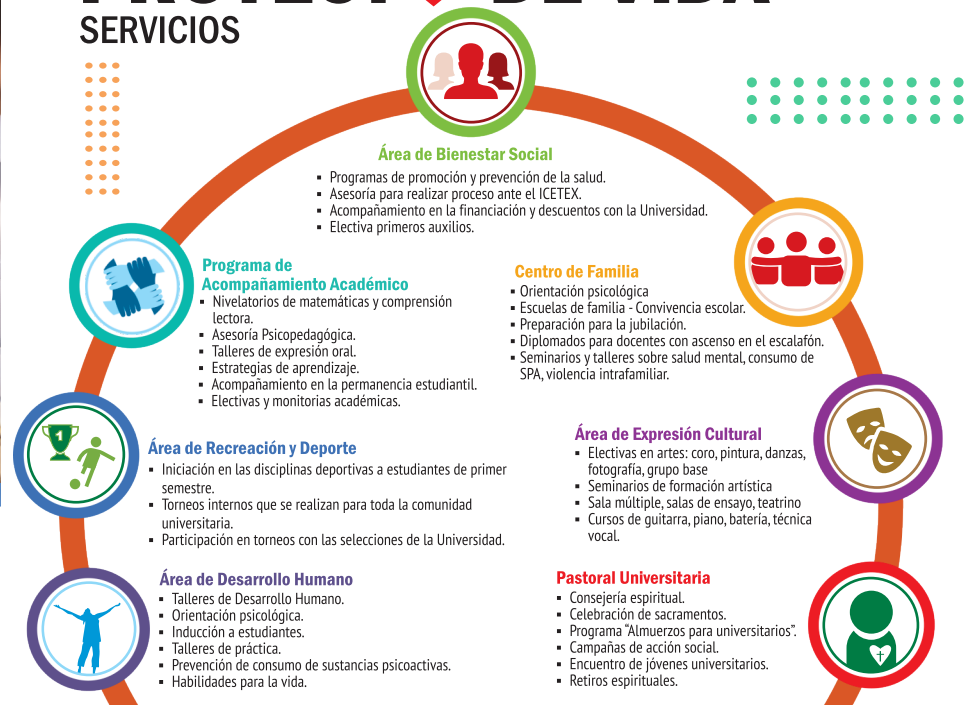 SERVICIOS
Área de Bienestar Social
▪ Programas de promoción y prevención de la salud.
▪ Asesoría para realizar proceso ante el ICETEX.
▪ Acompañamiento en la financiación y descuentos con la Universidad.
▪ Electiva primeros auxilios.
Programa de
Acompañamiento Académico
▪ Nivelatorios de matemáticas y comprensión
lectora.
▪ Asesoría Psicopedagógica.
▪ Talleres de expresión oral.
▪ Estrategias de aprendizaje.
▪ Acompañamiento en la permanencia estudiantil.
▪ Electivas y monitorias académicas.
Centro de Familia
▪ Orientación psicológica
▪ Escuelas de familia - Convivencia escolar.
▪ Preparación para la jubilación.
▪ Diplomados para docentes con ascenso en el escalafón.
▪ Seminarios y talleres sobre salud mental, consumo de
SPA, violencia intrafamiliar.
1
Área de Recreación y Deporte
▪ Iniciación en las disciplinas deportivas a estudiantes de primer
semestre.
▪ Torneos internos que se realizan para toda la comunidad
universitaria.
▪ Participación en torneos con las selecciones de la Universidad.
Área de Expresión Cultural
▪ Electivas en artes: coro, pintura, danzas,
fotografía, grupo base
▪ Seminarios de formación artística
▪ Sala múltiple, salas de ensayo, teatrino
▪ Cursos de guitarra, piano, batería, técnica
vocal.
Área de Desarrollo Humano
▪ Talleres de Desarrollo Humano.
▪ Orientación psicológica.
▪ Inducción a estudiantes.
▪ Talleres de práctica.
▪ Prevención de consumo de sustancias psicoactivas.
▪ Habilidades para la vida.
Pastoral Universitaria
▪ Consejería espiritual.
▪ Celebración de sacramentos.
▪ Programa “Almuerzos para universitarios”.
▪ Campañas de acción social.
▪ Encuentro de jóvenes universitarios.
▪ Retiros espirituales.